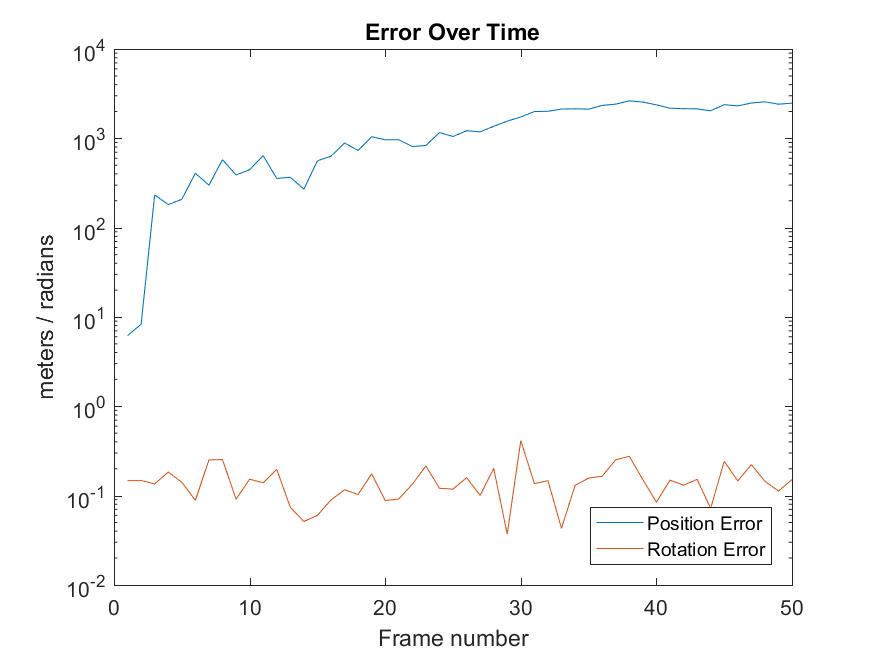 Error Over Time
10^4
10^3
10^2
10^1
10^0
10^-1
10^-2
meters / radians
0 10 20 30 40 50
Frame number
Position Error
Rotation Error